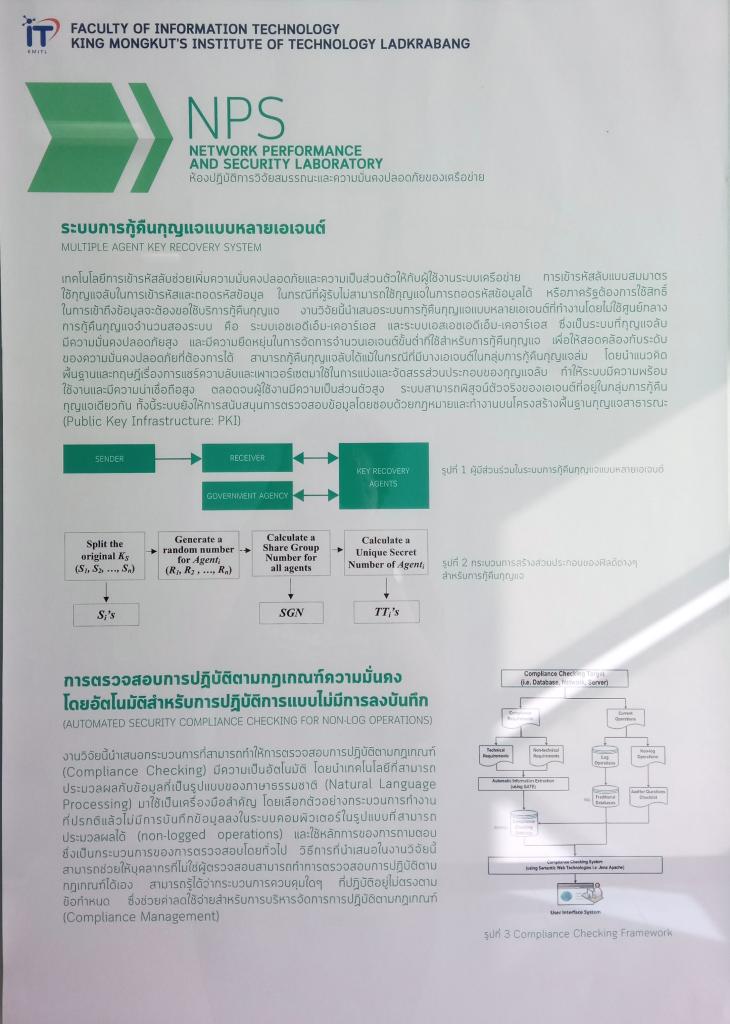 iT
KMITL
FACULTY OF INFORMATION TECHNOLOGY
KING MONGKUT'S INSTITUTE OF TECHNOLOGY LADKRABANG
NPS
NETWORK PERFORMANCE
AND SECURITY LABORATORY
ห้องปฏิบัติการวิจัยสมรรถนะและความมั่นคงปลอดภัยของเครือข่าย
ระบบการกู้คืนกุญแจแบบหลายเอเจนต์
MULTIPLE AGENT KEY RECOVERY SYSTEM
เทคโนโลยีการเข้ารหัสลับช่วยเพิ่มความมั่นคงปลอดภัยและความเป็นส่วนตัวให้กับผู้ใช้งานระบบเครือข่าย การเข้ารหัสลับแบบสมมาตร
ใช้กุญแจลับในการเข้ารหัสและถอดรหัสข้อมูล ในกรณีที่ผู้รับไม่สามารถใช้กุญแจในการถอดรหัสข้อมูลได้ หรือภาครัฐต้องการใช้สิทธิ์
ในการเข้าถึงข้อมูลจะต้องขอใช้บริการกู้คืนกุญแจ งานวิจัยนี้นำเสนอระบบการกู้คืนกุญแจแบบหลายเอเจนต์ที่ทำงานโดยไม่ใช้ศูนย์กลาง
การกู้คืนกุญแจจำนวนสองระบบ คือ ระบบเอชเอดีเอ็ม-เคอาร์เอส และระบบเอสเอชเอดีเอ็ม-เคอาร์เอส ซึ่งเป็นระบบที่กุญแจลับ
มีความมั่นคงปลอดภัยสูง และมีความยืดหยุ่นในการจัดการจำนวนเอเจนต์ขั้นต่ำที่ใช้สำหรับการกู้คืนกุญแจ เพื่อให้สอดคล้องกับระดับ
ของความมั่นคงปลอดภัยที่ต้องการได้ สามารถกู้คืนกุญแจลับได้แม้ในกรณีที่มีบางเอเจนต์ในกลุ่มการกู้คืนกุญแจล่ม โดยนำแนวคิด
พื้นฐานและทฤษฎีเรื่องการแชร์ความลับและเพาเวอร์เซตมาใช้ในการแบ่งและจัดสรรส่วนประกอบของกุญแจลับ ทำให้ระบบมีความพร้อม
ใช้งานและมีความน่าเชื่อถือสูง ตลอดจนผู้ใช้งานมีความเป็นส่วนตัวสูง ระบบสามารถพิสูจน์ตัวจริงของเอเจนต์ที่อยู่ในกลุ่มการกู้คืน
กุญแจเดียวกัน ทั้งนี้ระบบยังให้การสนับสนุนการตรวจสอบข้อมูลโดยชอบด้วยกฎหมายและทำงานบนโครงสร้างพื้นฐานกุญแจสาธารณะ
(Public Key Infrastructure: PKI)
SENDER
RECEIVER
GOVERNMENT AGENCY
KEY RECOVERY
AGENTS
รูปที่ 1 ผู้มีส่วนร่วมในระบบการกู้คืนกุญแจแบบหลายเอเจนต์
Split the
original Ks
(S1, S2, ..., Sn)
Generate a
random number
for Agenti
(R1, R2 , ..., Rn)
Calculate a
Share Group
Number for
all agents
Calculate a
Unique Secret
Number of Agenti
Si's
SGN
TTi's
รูปที่ 2 กระบวนการสร้างส่วนประกอบของฟิลด์ต่างๆ
สำหรับการกู้คืนกุญแจ
การตรวจสอบการปฏิบัติตามกฎเกณฑ์ความมั่นคง
โดยอัตโนมัติสำหรับการปฏิบัติการแบบไม่มีการลงบันทึก
(AUTOMATED SECURITY COMPLIANCE CHECKING FOR NON-LOG OPERATIONS)
งานวิจัยนี้นำเสนอกระบวนการที่สามารถทำให้การตรวจสอบการปฏิบัติตามกฎเกณฑ์
(Compliance Checking) มีความเป็นอัตโนมัติ โดยนำเทคโนโลยีที่สามารถ
ประมวลผลกับข้อมูลที่เป็นรูปแบบของภาษาธรรมชาติ (Natural Language
Processing) มาใช้เป็นเครื่องมือสำคัญ โดยเลือกตัวอย่างกระบวนการทำงาน
ที่ปรกติแล้วไม่มีการบันทึกข้อมูลลงในระบบคอมพิวเตอร์ในรูปแบบที่สามารถ
ประมวลผลได้ (non-logged operations) และใช้หลักการของการถามตอบ
ซึ่งเป็นกระบวนการของการตรวจสอบโดยทั่วไป วิธีการที่นำเสนอในงานวิจัยนี้
สามารถช่วยให้บุคลากรที่ไม่ใช่ผู้ตรวจสอบสามารถทำการตรวจสอบการปฏิบัติตาม
กฎเกณฑ์ได้เอง สามารถรู้ได้ว่ากระบวนการควบคุมใดๆ ที่ปฏิบัติอยู่ไม่ตรงตาม
ข้อกำหนด ซึ่งช่วยค่าลดใช้จ่ายสำหรับการบริหารจัดการการปฏิบัติตามกฎเกณฑ์
(Compliance Management)
Compliance Checking Target
(i.e. Database, Network, Server)
Compliance
Requirements
Current
Operations
Technical
Requirements
Non-technical
Requirements
Log
Operations
Non-log
Operations
Automatic Information Extraction
(using GATE)
Traditional
Databases
Auditor Questions
Checklist
Compliance Checking System
(using Semantic Web Technologies i.e. Jena Apache)
User Interface System
รูปที่ 3 Compliance Checking Framework